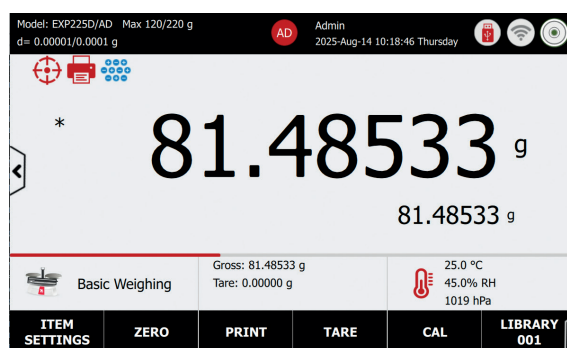 Model: EXP225D/AD Max 120/220 g
d= 0.00001/0.0001 g
AD
Admin
2025-Aug-14 10:18:46 Thursday
* 81.48533 g
81.48533 g
Basic Weighing
Gross: 81.48533 g
Tare: 0.00000 g
25.0 °C
45.0% RH
1019 hPa
ITEM SETTINGS
ZERO
PRINT
TARE
CAL
LIBRARY 001